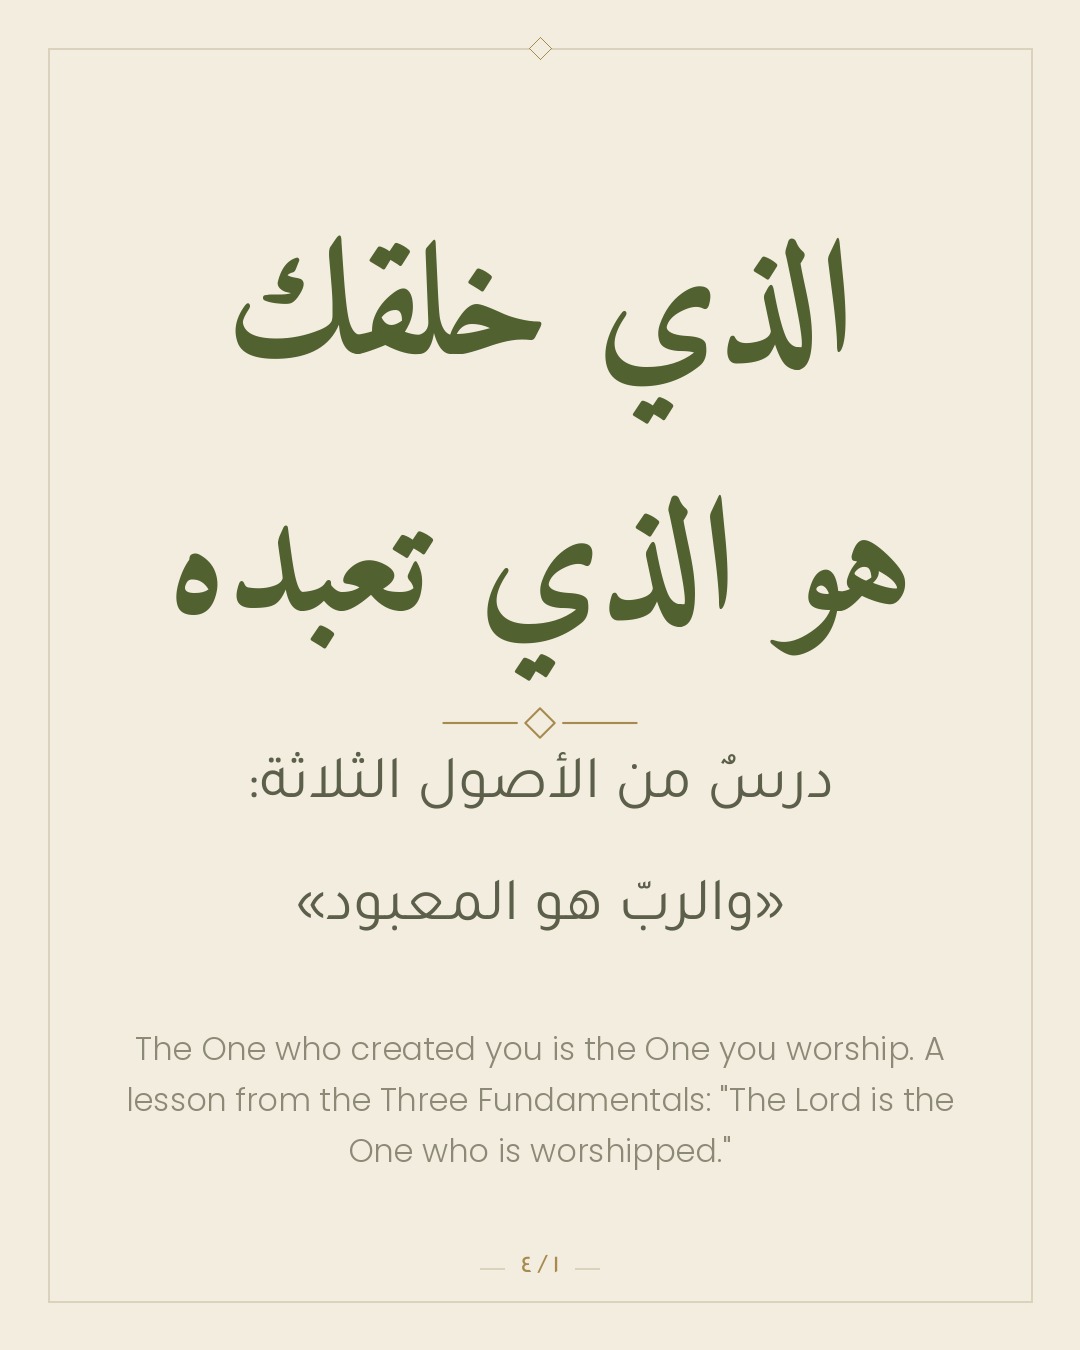 الذي خلقك
هو الذي تعبده
درسٌ من الأصول الثلاثة:
«والربّ هو المعبود»
The One who created you is the One you worship. A
lesson from the Three Fundamentals: "The Lord is the
One who is worshipped."
١ / ٤